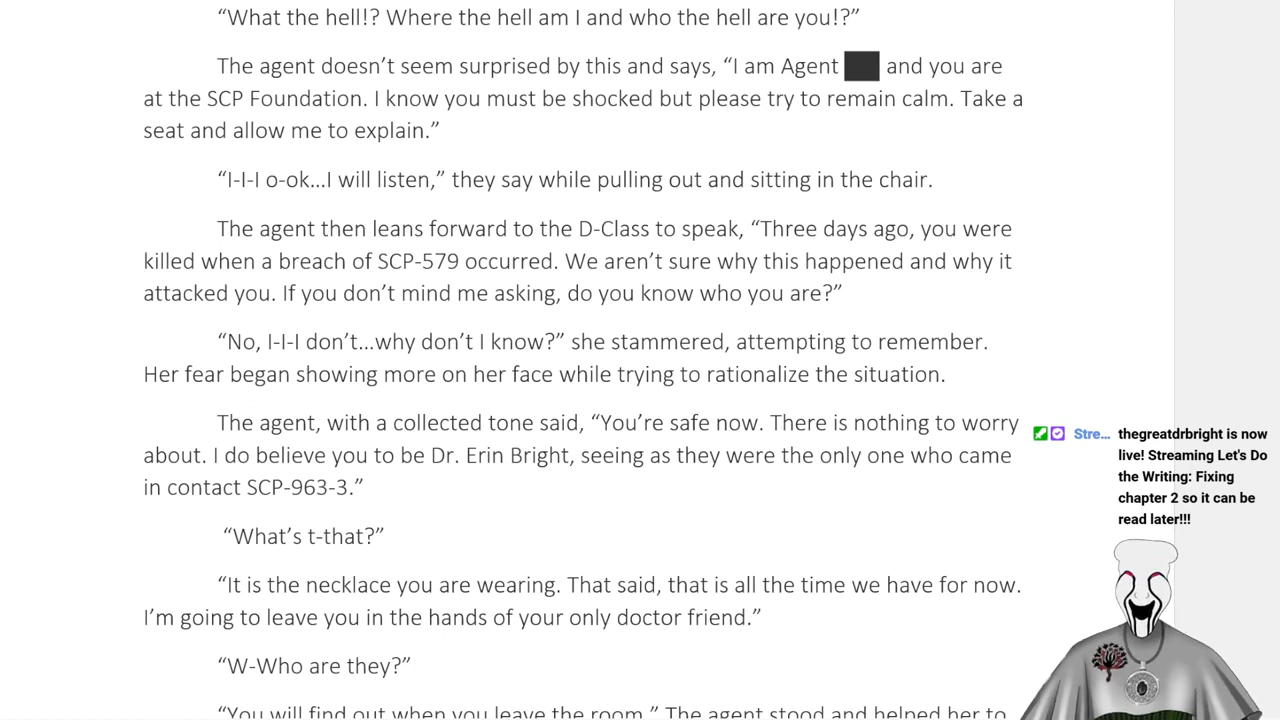 “What the hell!? Where the hell am I and who the hell are you!?”
The agent doesn’t seem surprised by this and says, “I am Agent and you are
at the SCP Foundation. I know you must be shocked but please try to remain calm. Take a
seat and allow me to explain.”
“I-I-I o-ok...I will listen,” they say while pulling out and sitting in the chair.
The agent then leans forward to the D-Class to speak, “Three days ago, you were
killed when a breach of SCP-579 occurred. We aren’t sure why this happened and why it
attacked you. If you don’t mind me asking, do you know who you are?”
“No, I-I-I don’t...why don’t I know?” she stammered, attempting to remember.
Her fear began showing more on her face while trying to rationalize the situation.
The agent, with a collected tone said, “You’re safe now. There is nothing to worry
about. I do believe you to be Dr. Erin Bright, seeing as they were the only one who came
in contact SCP-963-3.”
“What’s t-that?”
“It is the necklace you are wearing. That said, that is all the time we have for now.
I’m going to leave you in the hands of your only doctor friend.”
“W-Who are they?”
“You will find out when you leave the room.” The agent stood and helped her to
Stre... thegreatdrbright is now
live! Streaming Let's Do
the Writing: Fixing
chapter 2 so it can be
read later!!!